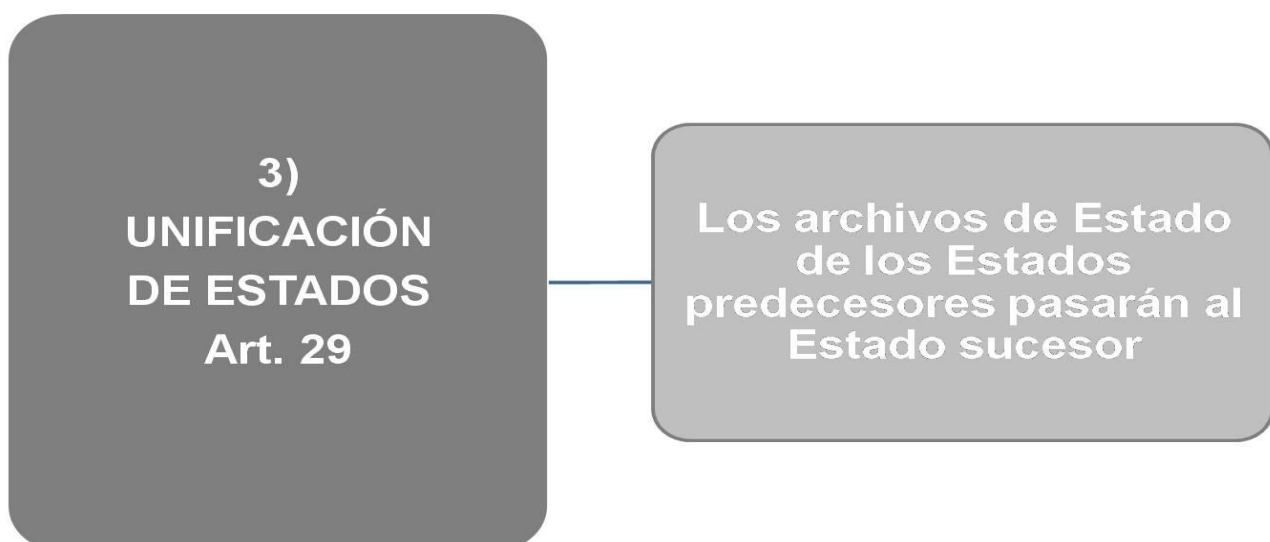 3)
UNIFICACIÓN
DE ESTADOS
Art. 29
Los archivos de Estado
de los Estados
predecesores pasarán al
Estado sucesor